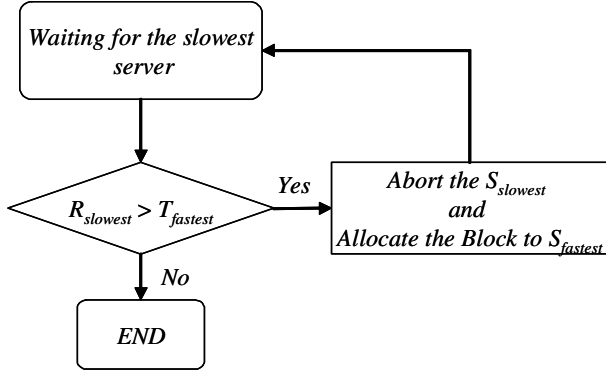 Waiting for the slowest
server
R_slowest > T_fastest
Yes
Abort the S_slowest
and
Allocate the Block to S_fastest
No
END